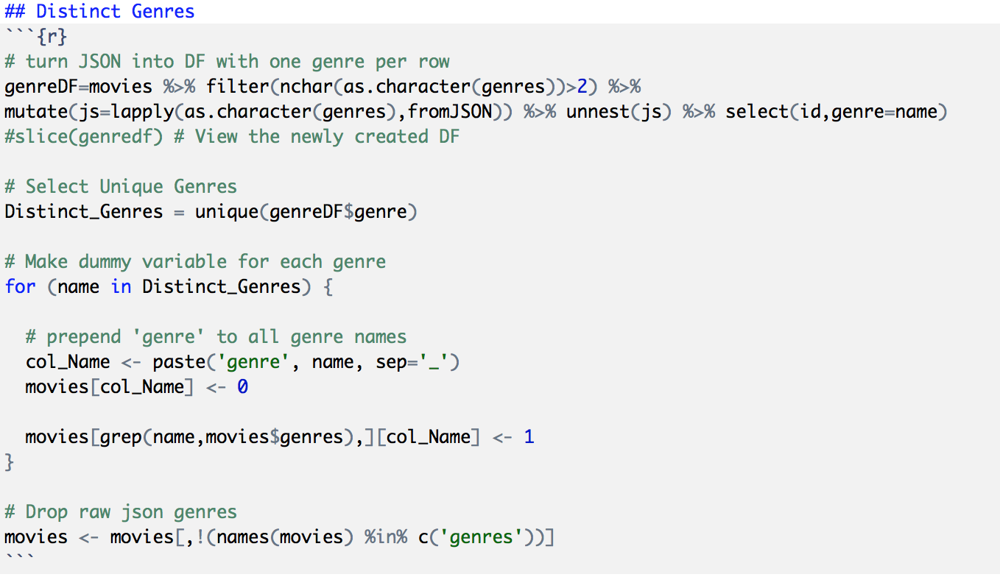 ## Distinct Genres
```{r}
# turn JSON into DF with one genre per row
genreDF=movies %>% filter(nchar(as.character(genres))>2) %>%
mutate(js=lapply(as.character(genres),fromJSON)) %>% unnest(js) %>% select(id,genre=name)
#slice(genredf) # View the newly created DF

# Select Unique Genres
Distinct_Genres = unique(genreDF$genre)

# Make dummy variable for each genre
for (name in Distinct_Genres) {

  # prepend 'genre' to all genre names
  col_Name <- paste('genre', name, sep='_')
  movies[col_Name] <- 0

  movies[grep(name,movies$genres),][col_Name] <- 1
}

# Drop raw json genres
movies <- movies[,!(names(movies) %in% c('genres'))]
```